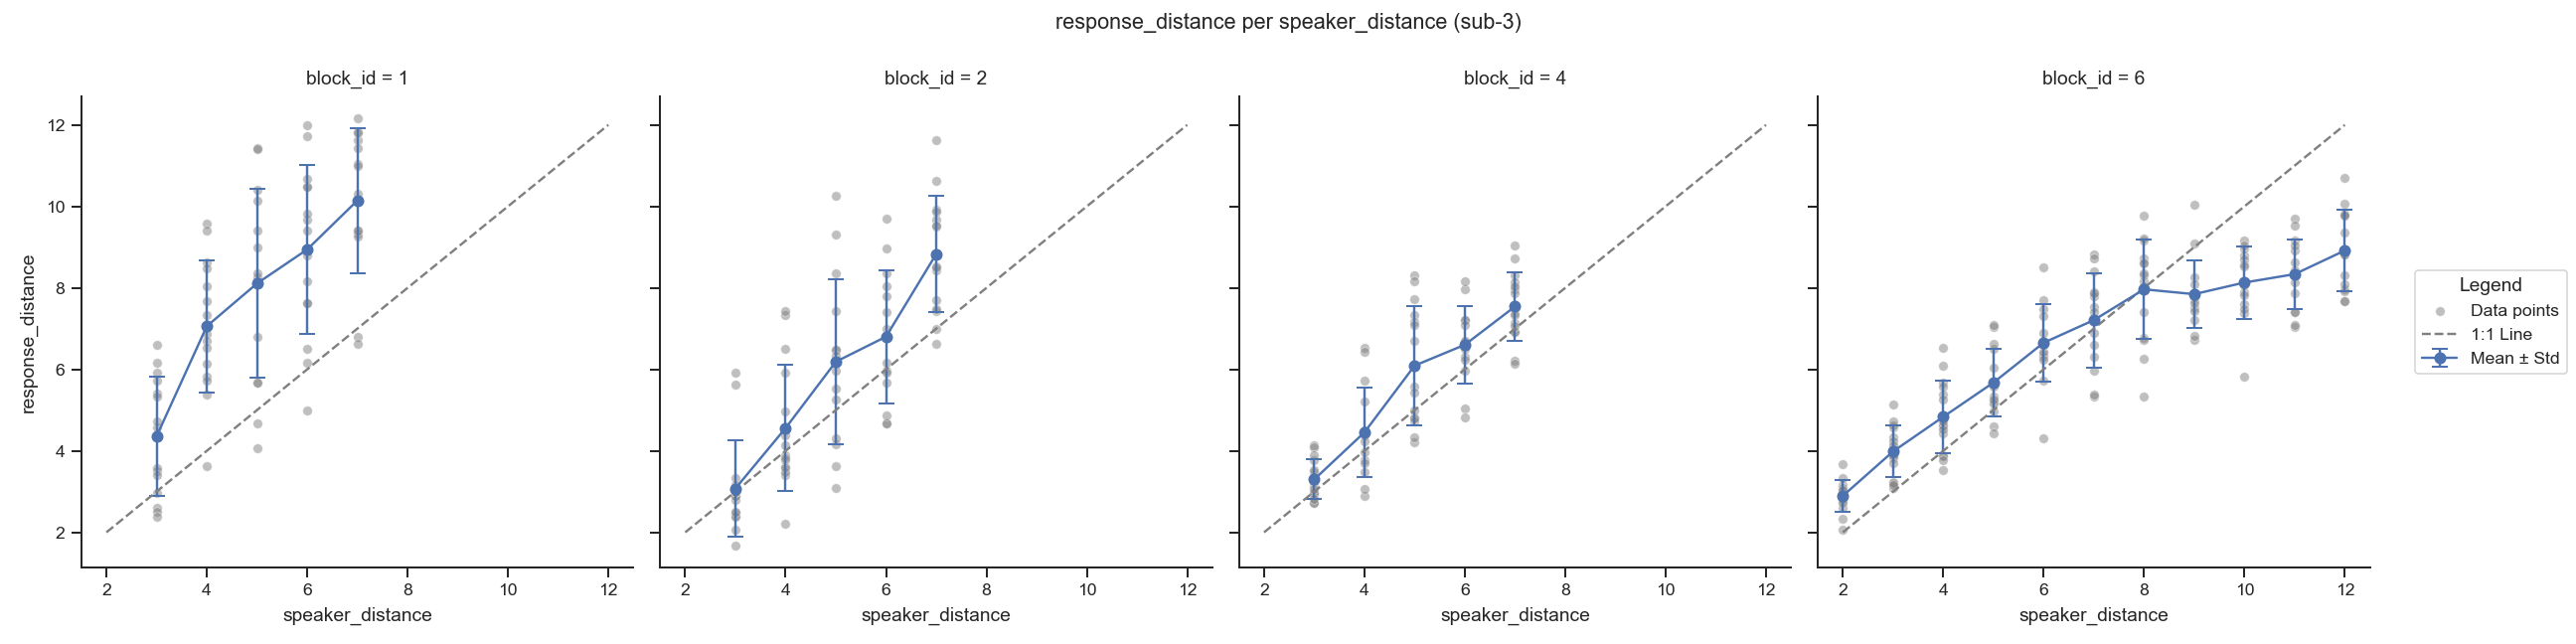 response_distance per speaker_distance (sub-3)
block_id = 1
block_id = 2
block_id = 4
block_id = 6
response_distance
12
10
8
6
4
2
2 4 6 8 10 12
2 4 6 8 10 12
2 4 6 8 10 12
2 4 6 8 10 12
speaker_distance
speaker_distance
speaker_distance
speaker_distance
Legend
Data points
1:1 Line
Mean ± Std